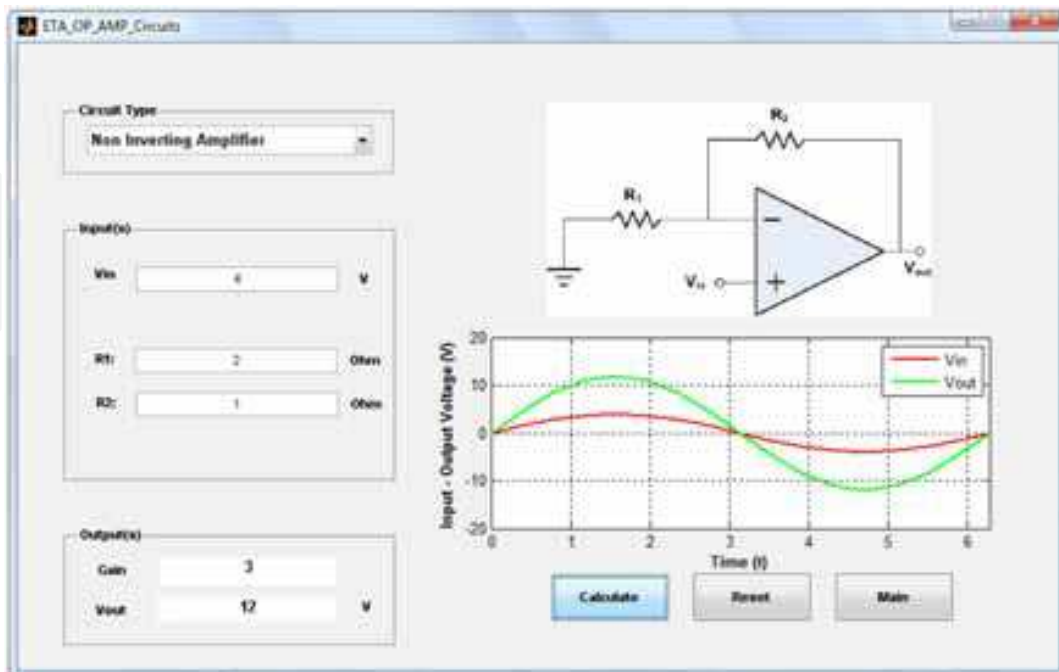 ETA_OP_AMP_Circuits
Circuit Type
Non Inverting Amplifier
Input(s)
Vin 4 V
R1: 2 Ohm
R2: 1 Ohm
Output(s)
Gain 3
Vout 12 V
R₂
R₁
−
+
Vin
Vout
Input - Output Voltage (V)
20
10
0
-10
-20
0 1 2 3 4 5 6
Time (t)
Vin
Vout
Calculate Reset Main